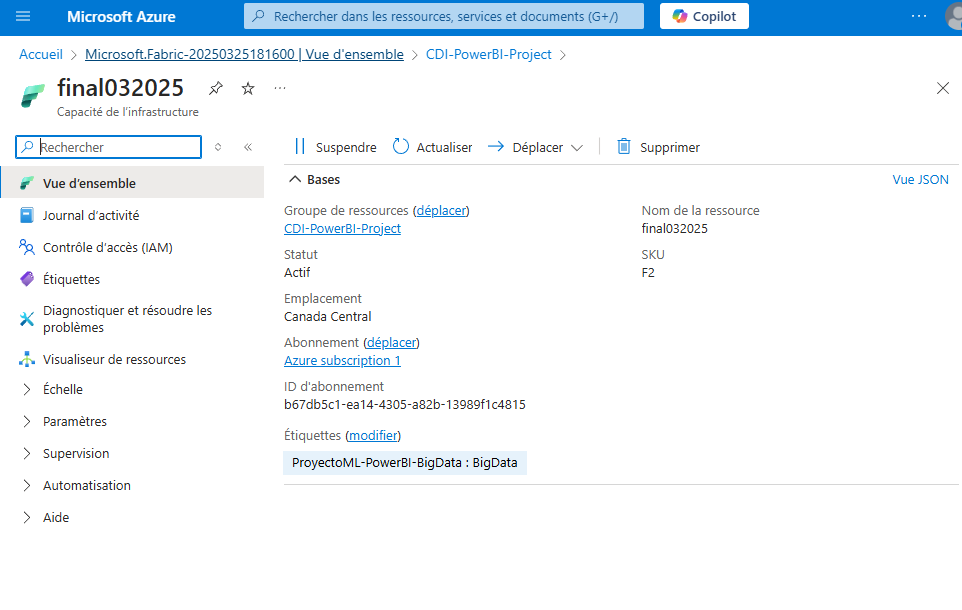 Microsoft Azure
Rechercher dans les ressources, services et documents (G+/)
Copilot
Accueil > Microsoft.Fabric-20250325181600 | Vue d'ensemble > CDI-PowerBI-Project >
final032025
Capacité de l'infrastructure
Rechercher
Vue d'ensemble
Journal d'activité
Contrôle d'accès (IAM)
Étiquettes
Diagnostiquer et résoudre les
problèmes
Visualiseur de ressources
Échelle
Paramètres
Supervision
Automatisation
Aide
Suspendre
Actualiser
Déplacer
Supprimer
Bases
Vue JSON
Groupe de ressources (déplacer)
CDI-PowerBI-Project
Statut
Actif
Emplacement
Canada Central
Abonnement (déplacer)
Azure subscription 1
ID d'abonnement
b67db5c1-ea14-4305-a82b-13989f1c4815
Étiquettes (modifier)
ProyectoML-PowerBI-BigData : BigData
Nom de la ressource
final032025
SKU
F2